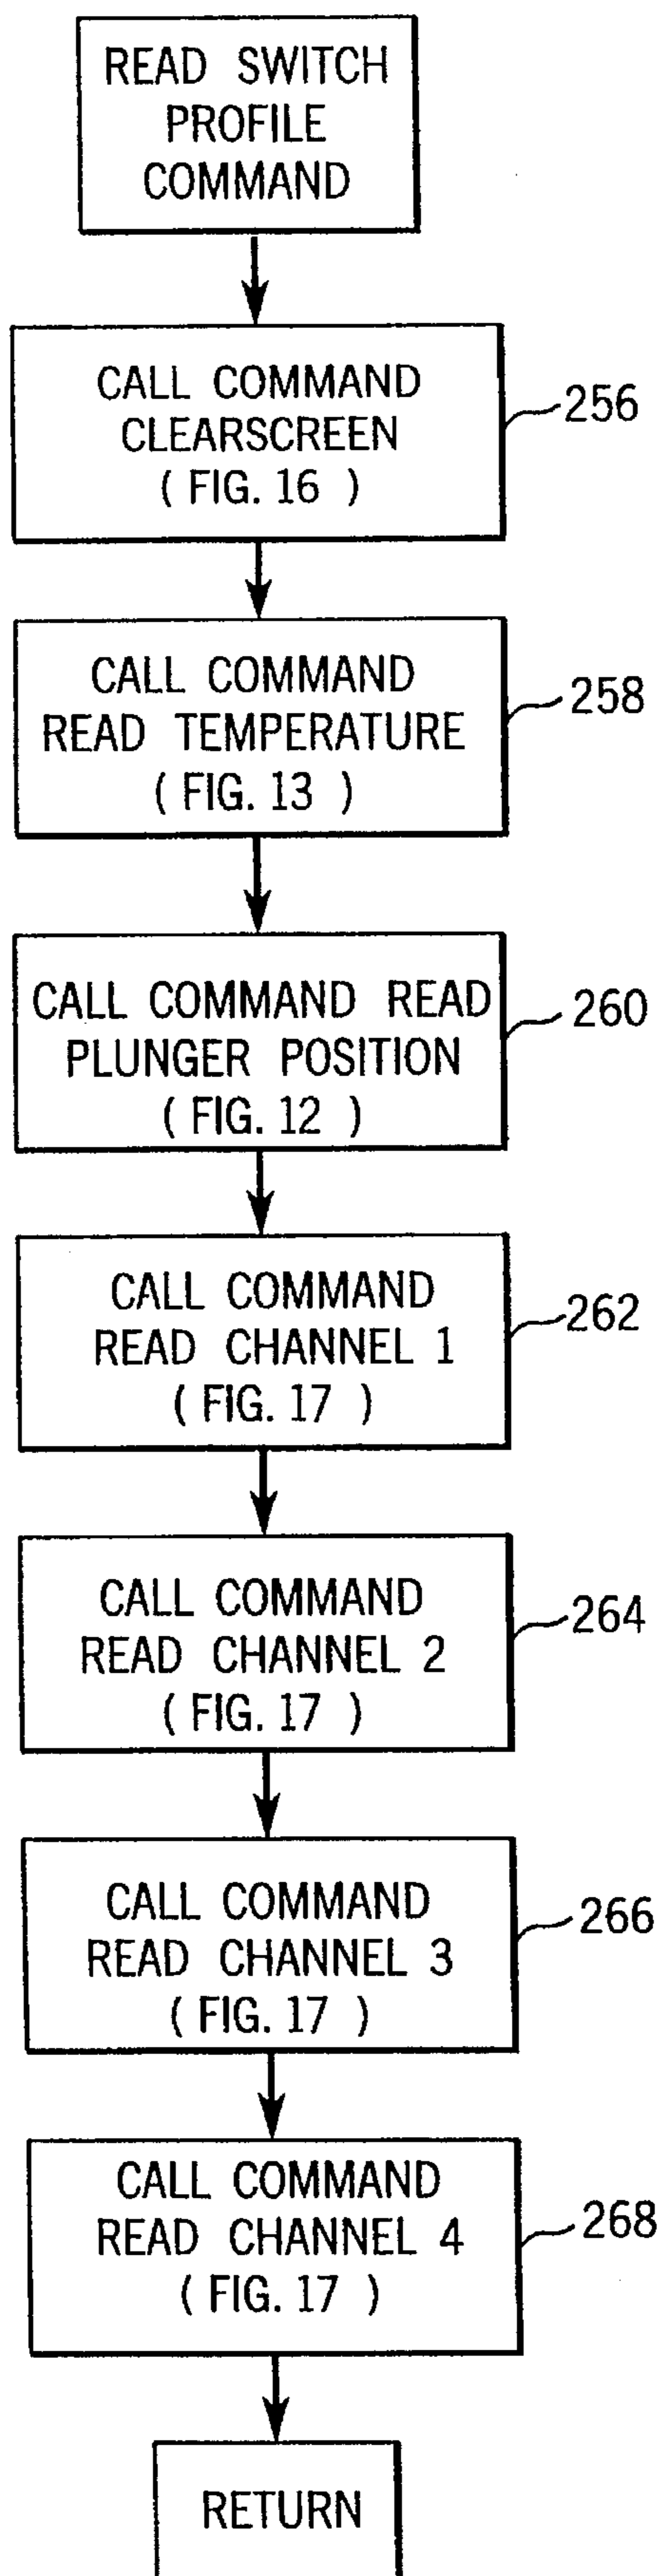 READ SWITCH
PROFILE
COMMAND
CALL COMMAND
CLEARSCREEN
( FIG. 16 )
256
CALL COMMAND
READ TEMPERATURE
( FIG. 13 )
258
CALL COMMAND READ
PLUNGER POSITION
( FIG. 12 )
260
CALL COMMAND
READ CHANNEL 1
( FIG. 17 )
262
CALL COMMAND
READ CHANNEL 2
( FIG. 17 )
264
CALL COMMAND
READ CHANNEL 3
( FIG. 17 )
266
CALL COMMAND
READ CHANNEL 4
( FIG. 17 )
268
RETURN